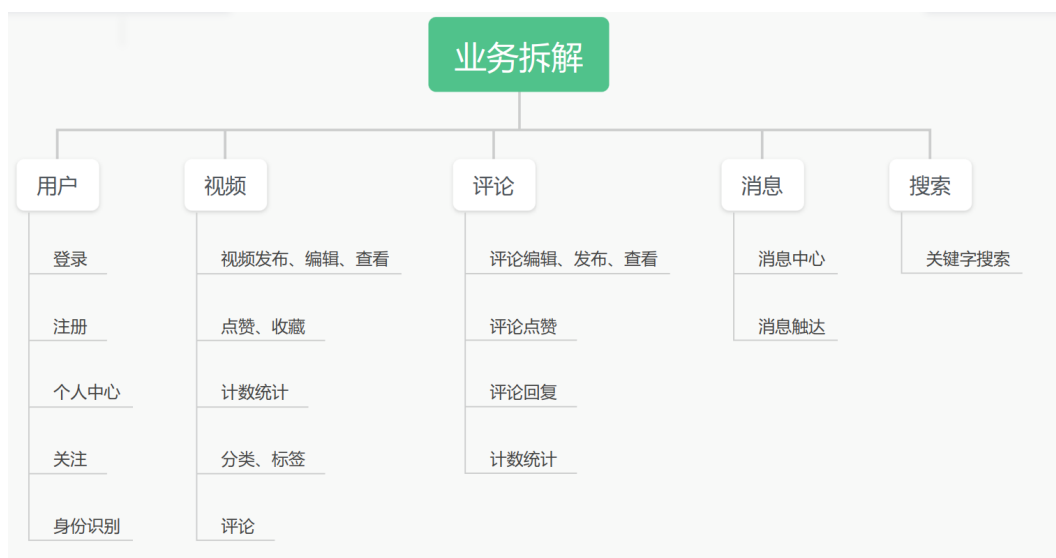 业务拆解
用户
视频
评论
消息
搜索
登录
视频发布、编辑、查看
评论编辑、发布、查看
消息中心
关键字搜索
注册
点赞、收藏
评论点赞
消息触达
个人中心
计数统计
评论回复
关注
分类、标签
计数统计
身份识别
评论